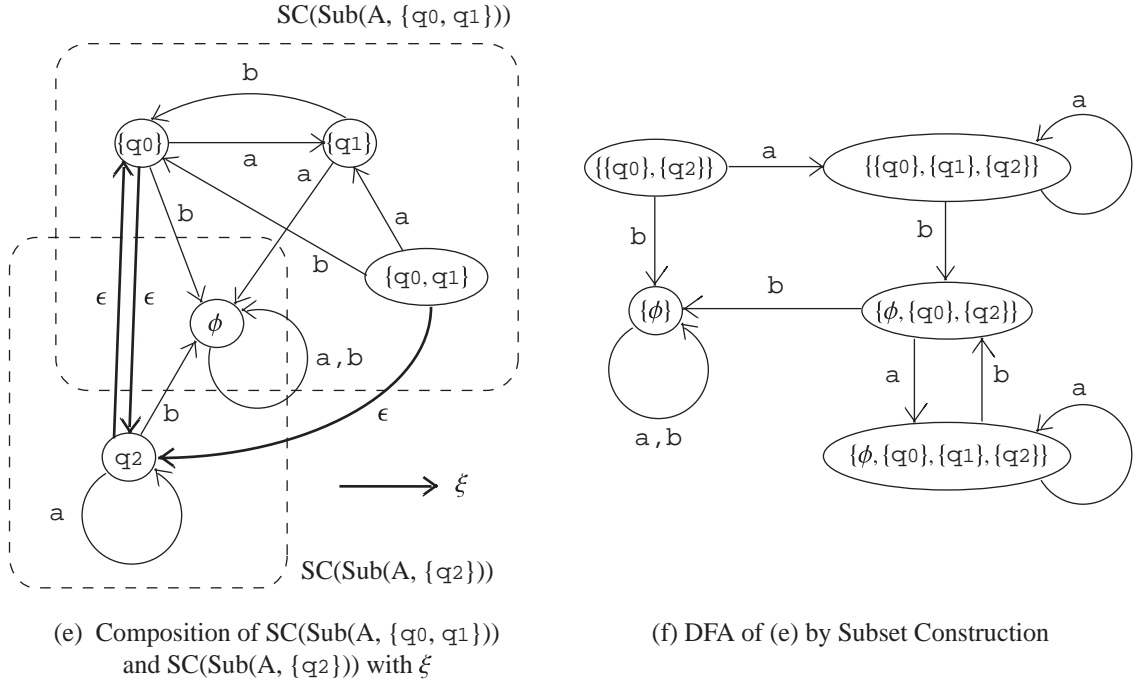 SC(Sub(A, {q0, q1}))
b
{q0}
a
{q1}
a
b
a
b
{q0, q1}
ϵ
ϵ
ϕ
a,b
b
ϵ
q2
a
ξ
SC(Sub(A, {q2}))
(e) Composition of SC(Sub(A, {q0, q1}))
and SC(Sub(A, {q2})) with ξ
a
{{q0},{q2}}
a
{{q0},{q1},{q2}}
b
b
{ϕ}
b
{ϕ,{q0},{q2}}
a,b
a
b
a
{ϕ,{q0},{q1},{q2}}
(f) DFA of (e) by Subset Construction